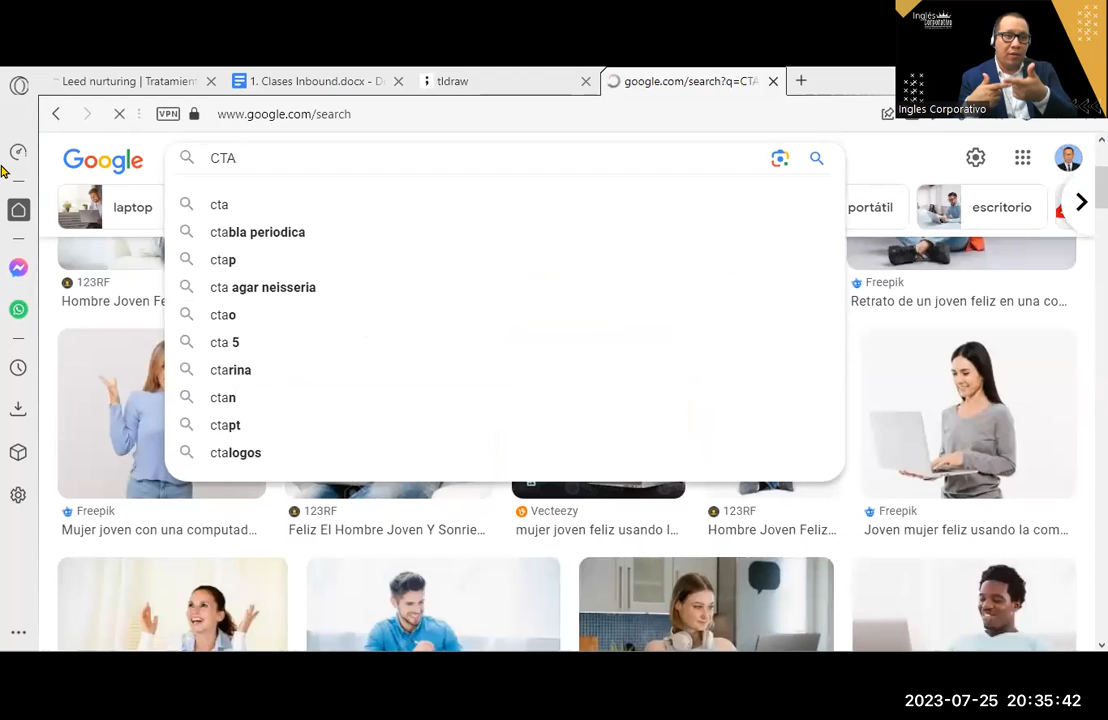 Inglés
Corporativo
Ingles Corporativo
Leed nurturing | Tratamien
1. Clases Inbound.docx - D
tldraw
google.com/search?q=CTA
VPN
www.google.com/search
Google
CTA
laptop
portátil
escritorio
cta
ctabla periodica
ctap
cta agar neisseria
ctao
cta 5
ctarina
ctan
ctapt
ctalogos
123RF
Hombre Joven Fe
Freepik
Retrato de un joven feliz en una co...
Freepik
Mujer joven con una computad...
123RF
Feliz El Hombre Joven Y Sonrie...
Vecteezy
mujer joven feliz usando l...
123RF
Hombre Joven Feliz...
Freepik
Joven mujer feliz usando la com...
2023-07-25 20:35:42